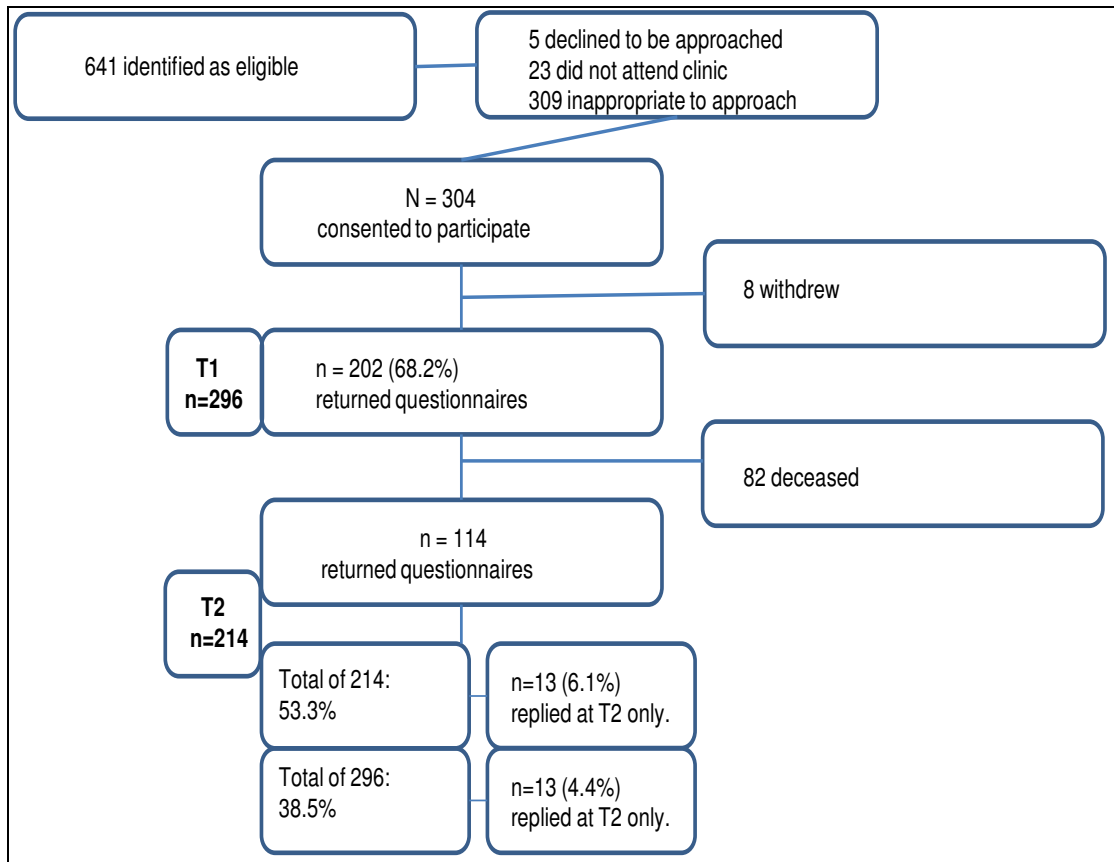 641 identified as eligible
5 declined to be approached
23 did not attend clinic
309 inappropriate to approach
N = 304
consented to participate
8 withdrew
T1
n=296
n = 202 (68.2%)
returned questionnaires
82 deceased
n = 114
returned questionnaires
T2
n=214
Total of 214:
53.3%
n=13 (6.1%)
replied at T2 only.
Total of 296:
38.5%
n=13 (4.4%)
replied at T2 only.